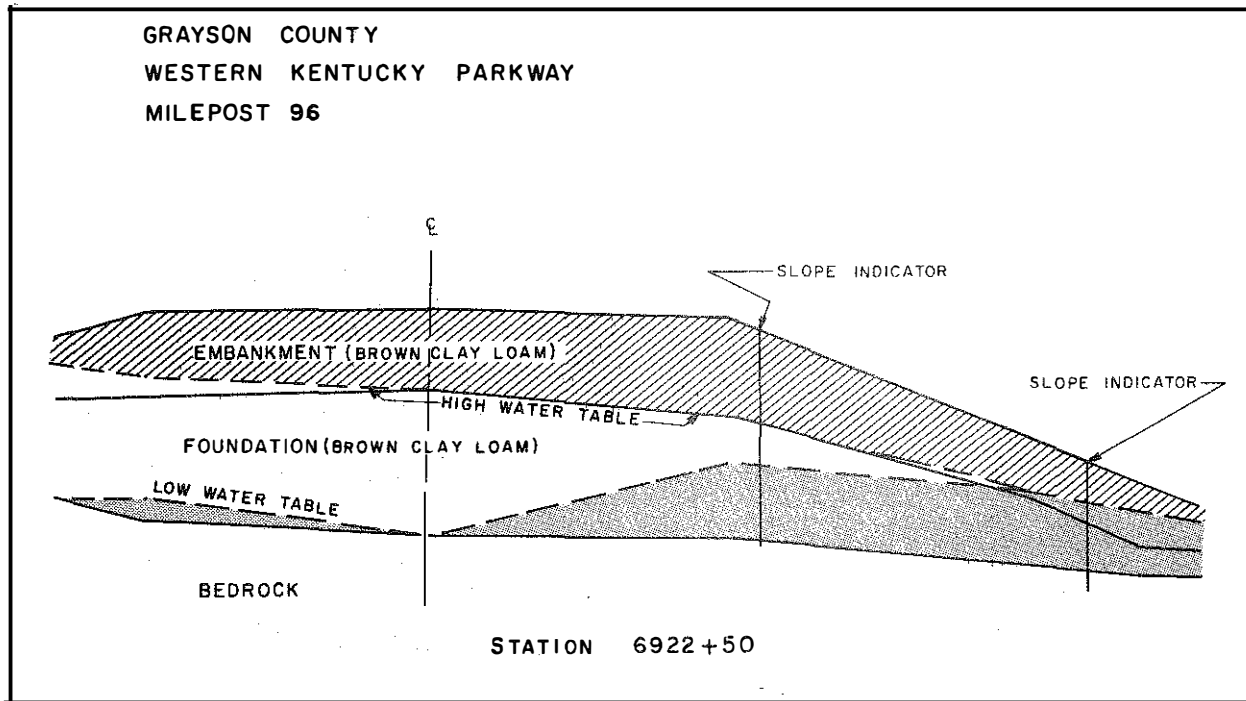 GRAYSON COUNTY
WESTERN KENTUCKY PARKWAY
MILEPOST 96
℄
SLOPE INDICATOR
EMBANKMENT (BROWN CLAY LOAM)
SLOPE INDICATOR
HIGH WATER TABLE
FOUNDATION (BROWN CLAY LOAM)
LOW WATER TABLE
BEDROCK
STATION 6922+50